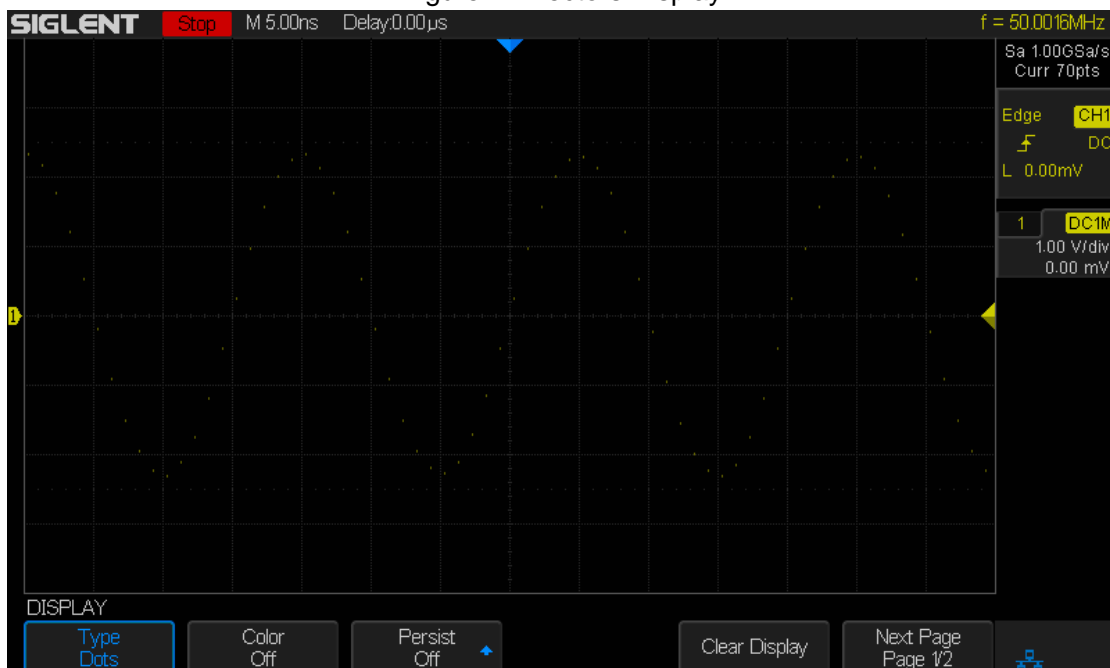 SIGLENT Stop M 5.00ns Delay:0.00µs f = 50.0016MHz
Sa 1.00GSa/s
Curr 70pts
Edge CH1
DC
L 0.00mV
1 DC1M
1.00 V/div
0.00 mV
1
DISPLAY
Type
Dots
Color
Off
Persist
Off
Clear Display
Next Page
Page 1/2